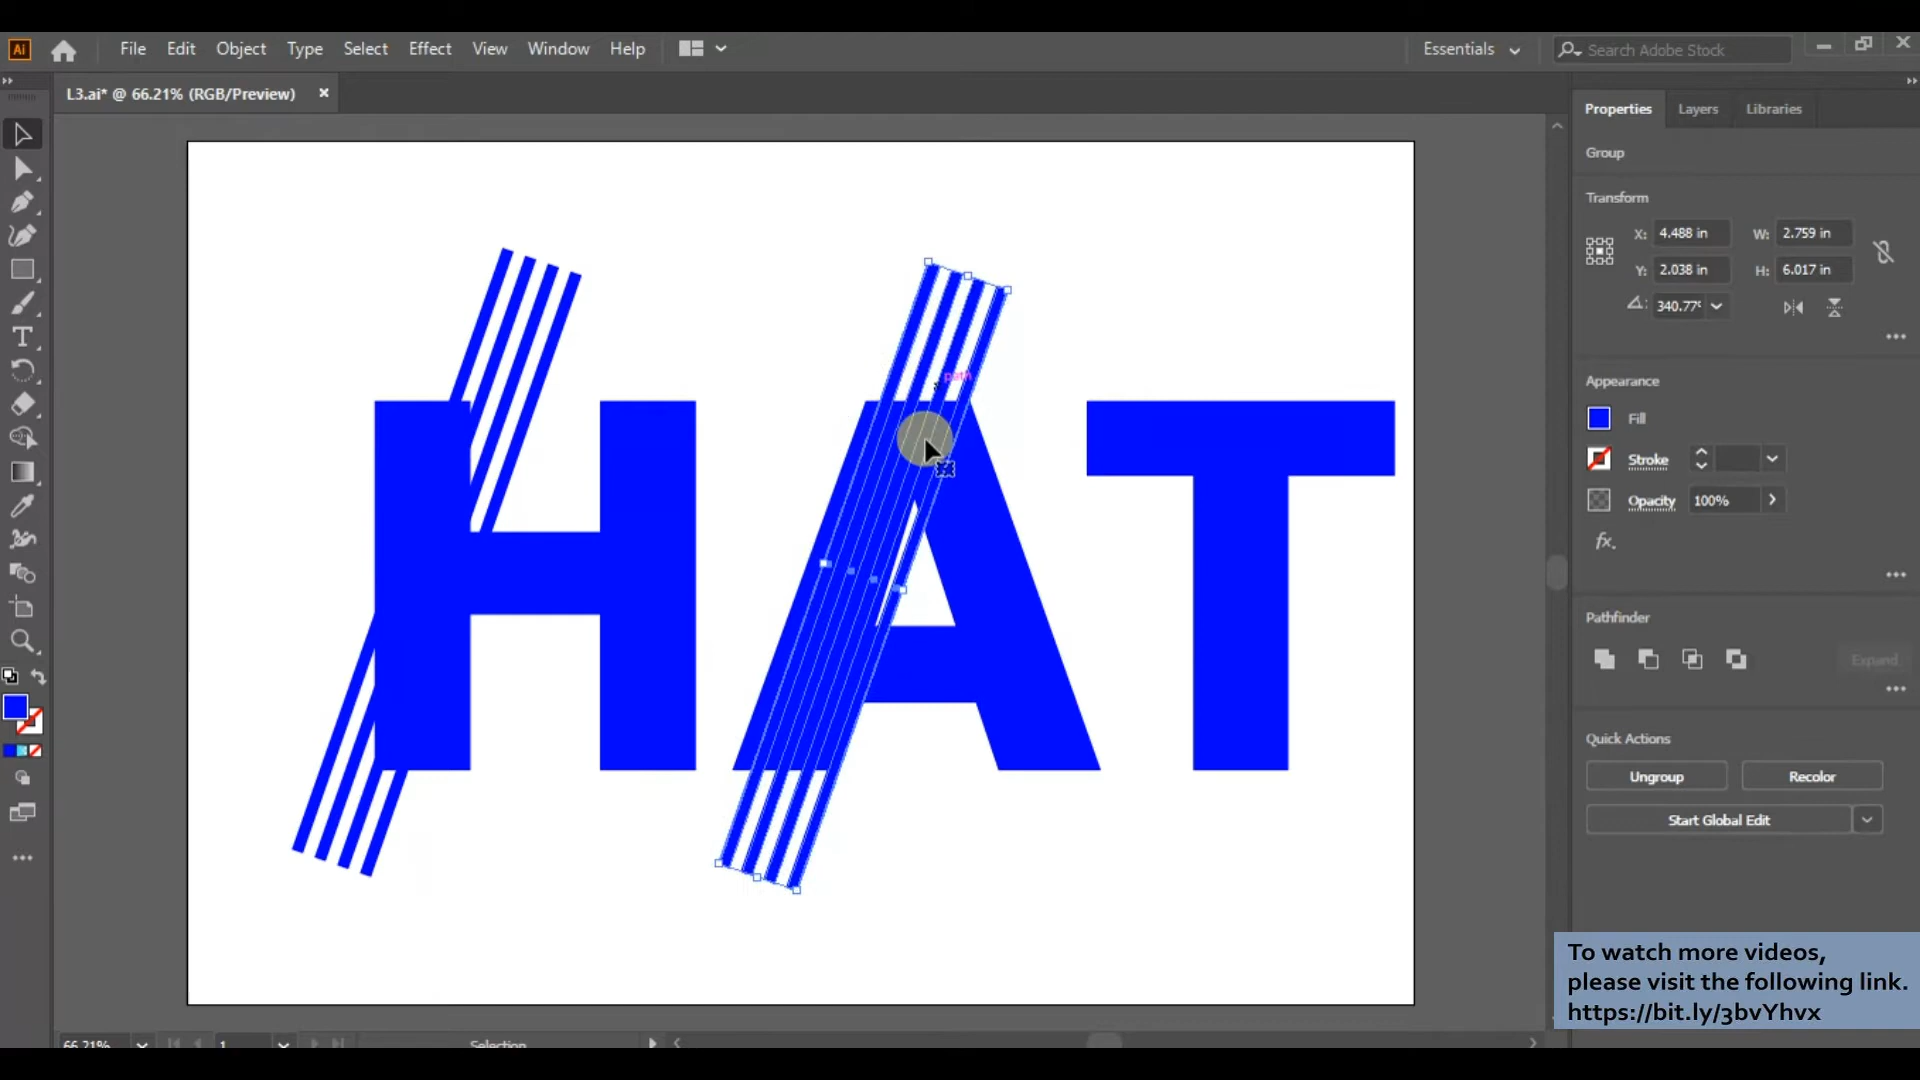 Ai File Edit Object Type Select Effect View Window Help Essentials Search Adobe Stock
L3.ai* @ 66.21% (RGB/Preview)
Properties Layers Libraries
Group
Transform
X: 4.488 in W: 2.759 in
Y: 2.038 in H: 6.017 in
340.77°
Appearance
Fill
Stroke
Opacity 100%
fx.
Pathfinder
Expand
Quick Actions
Ungroup Recolor
Start Global Edit
path
HAT
To watch more videos,
please visit the following link.
https://bit.ly/3bvYhvx
66.21% 1 Selection